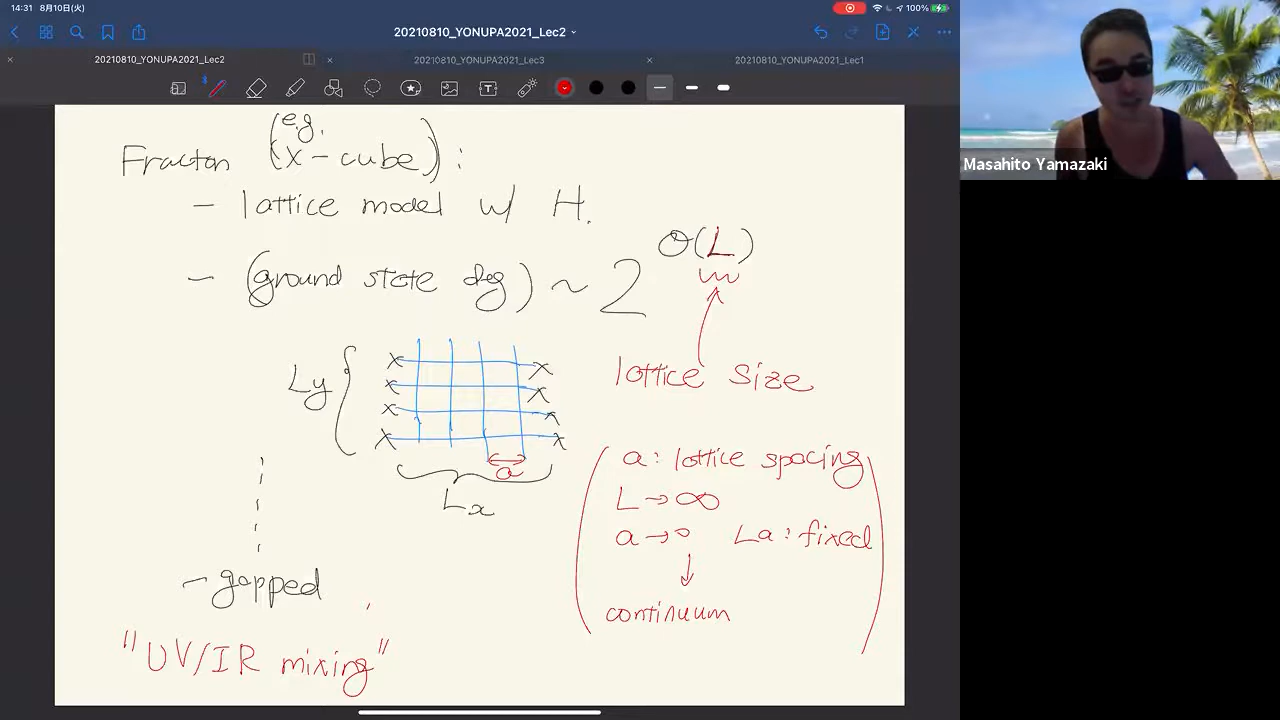 14:31 8月10日(火)
100%
20210810_YONUPA2021_Lec2
20210810_YONUPA2021_Lec2
20210810_YONUPA2021_Lec3
20210810_YONUPA2021_Lec1
Masahito Yamazaki
Fracton (e.g. X-cube) :
- lattice model w/ H.
- (ground state deg) ~ 2^O(L)
lattice size
Ly
a
Lx
a: lattice spacing
L → ∞
a → 0 La: fixed
↓
continuum
- gapped
"UV/IR mixing"